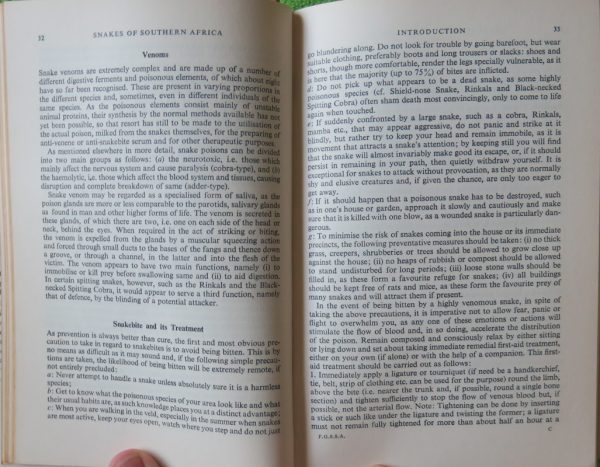 32 SNAKES OF SOUTHERN AFRICA
Venoms
Snake venoms are extremely complex and are made up of a number of
different digestive ferments and poisonous elements, of which about eight
have so far been recognised. These are present in varying proportions in
the different species and, sometimes, even in different individuals of the
same species. As the poisonous elements consist mainly of unstable
animal proteins, their synthesis by the normal methods available has not
yet been possible, so that resort has still to be made to the utilisation of
the actual poison, milked from the snakes themselves, for the preparing of
anti-venene or anti-snakebite serum and for other therapeutic purposes.
As mentioned elsewhere in more detail, snake poisons can be divided
into two main groups as follows: (a) the neurotoxic, i.e. those which
mainly affect the nervous system and cause paralysis (cobra-type), and (b)
the haemolytic, i.e. those which affect the blood system and tissues, causing
disruption and complete breakdown of same (adder-type).
Snake venom may be regarded as a specialised form of saliva, as the
poison glands are more or less comparable to the parotids, salivary glands
as found in man and other higher forms of life. The venom is secreted in
these glands, of which there are two, i.e. one on each side of the head or
neck, behind the eyes. When required in the act of striking or biting,
the venom is expelled from the glands by a muscular squeezing action
and forced through small ducts to the bases of the fangs and thence down
a groove, or through a channel, in the latter and into the flesh of the
victim. The venom appears to have two main functions, namely (i) to
immobilise or kill prey before swallowing same and (ii) to aid digestion.
In certain spitting snakes, however, such as the Rinkals and the Black-
necked Spitting Cobra, it would appear to serve a third function, namely
that of defence, by the blinding of a potential attacker.
Snakebite and its Treatment
As prevention is always better than cure, the first and most obvious pre-
caution to take in regard to snakebites is to avoid being bitten. This is by
no means as difficult as it may sound and, if the following simple precau-
tions are taken, the likelihood of being bitten will be extremely remote, if
not entirely precluded:
a: Never attempt to handle a snake unless absolutely sure it is a harmless
species;
b: Get to know what the poisonous species of your area look like and what
their usual habits are, as such knowledge places you at a distinct advantage;
c: When you are walking in the veld, especially in the summer when snakes
are most active, keep your eyes open, watch where you step and do not just
INTRODUCTION 33
go blundering along. Do not look for trouble by going barefoot, but wear
suitable clothing, preferably boots and long trousers or slacks: shoes and
shorts, though more comfortable, render the legs specially vulnerable, as it
is here that the majority (up to 75%) of bites are inflicted.
d: Do not pick up what appears to be a dead snake, as some highly
poisonous species (cf. Shield-nose Snake, Rinkals and Black-necked
Spitting Cobra) often sham death most convincingly, only to come to life
again when touched.
e: If suddenly confronted by a large snake, such as a cobra, Rinkals,
mamba etc., that may appear aggressive, do not panic and strike at it
blindly, but rather try to keep your head and remain immobile, as it is
movement that attracts a snake's attention; by keeping still you will find
that the snake will almost invariably make good its escape, or, if it should
persist in remaining in your path, then quietly withdraw yourself. It is
exceptional for snakes to attack without provocation, as they are normally
shy and elusive creatures and, if given the chance, are only too eager to
get away.
f: If it should happen that a poisonous snake has to be destroyed, such
as in one's house or garden, approach it slowly and cautiously and make
sure that it is killed with one blow, as a wounded snake is particularly dan-
gerous.
g: To minimise the risk of snakes coming into the house or its immediate
precincts, the following preventative measures should be taken: (i) no thick
grass, creepers, shrubberies or trees should be allowed to grow close up
against the house; (ii) no heaps of rubbish or compost should be allowed
to stand undisturbed for long periods; (iii) loose stone walls should be
filled in, as these form a favourite refuge for snakes; (iv) all buildings
should be kept free of rats and mice, as these form the favourite prey of
many snakes and will attract them if present.
In the event of being bitten by a highly venomous snake, in spite of
taking the above precautions, it is imperative not to allow fear, panic or
flight to overwhelm you, as any one of these emotions or actions will
stimulate the flow of blood and, in so doing, accelerate the distribution
of the poison. Remain composed and consciously relax by either sitting
or lying down and set about taking immediate remedial first-aid treatment,
either on your own (if alone) or with the help of a companion. This first-
aid treatment should be carried out as follows:
1. Immediately apply a ligature or tourniquet (if need be a handkerchief,
tie, belt, strip of clothing etc. can be used for the purpose) round the limb,
above the bite (i.e. nearer the trunk and, if possible, round a single bone
section) and tighten sufficiently to stop the flow of venous blood but, if
possible, not the arterial flow. Note: Tightening can be done by inserting
a stick or such like under the ligature and twisting the former; a ligature
must not remain fully tightened for more than about half an hour at a
F.G.S.S.A. C